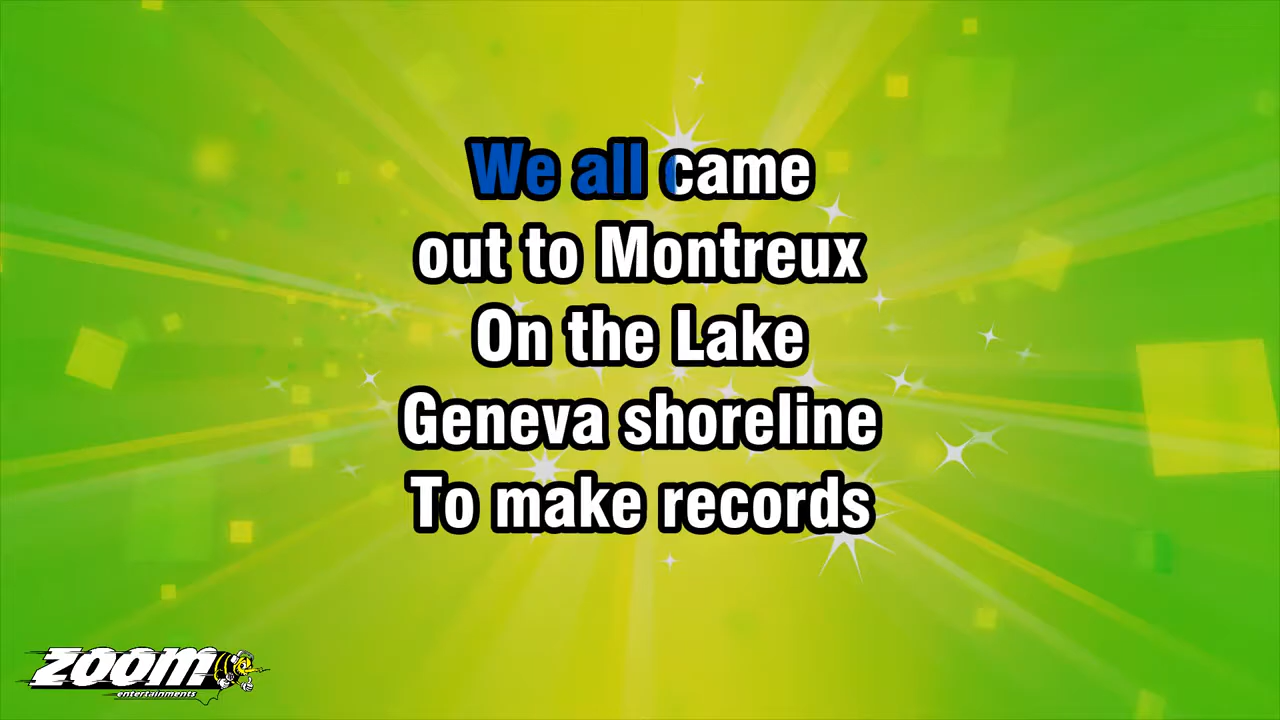 We all came
out to Montreux
On the Lake
Geneva shoreline
To make records
zoom
entertainments